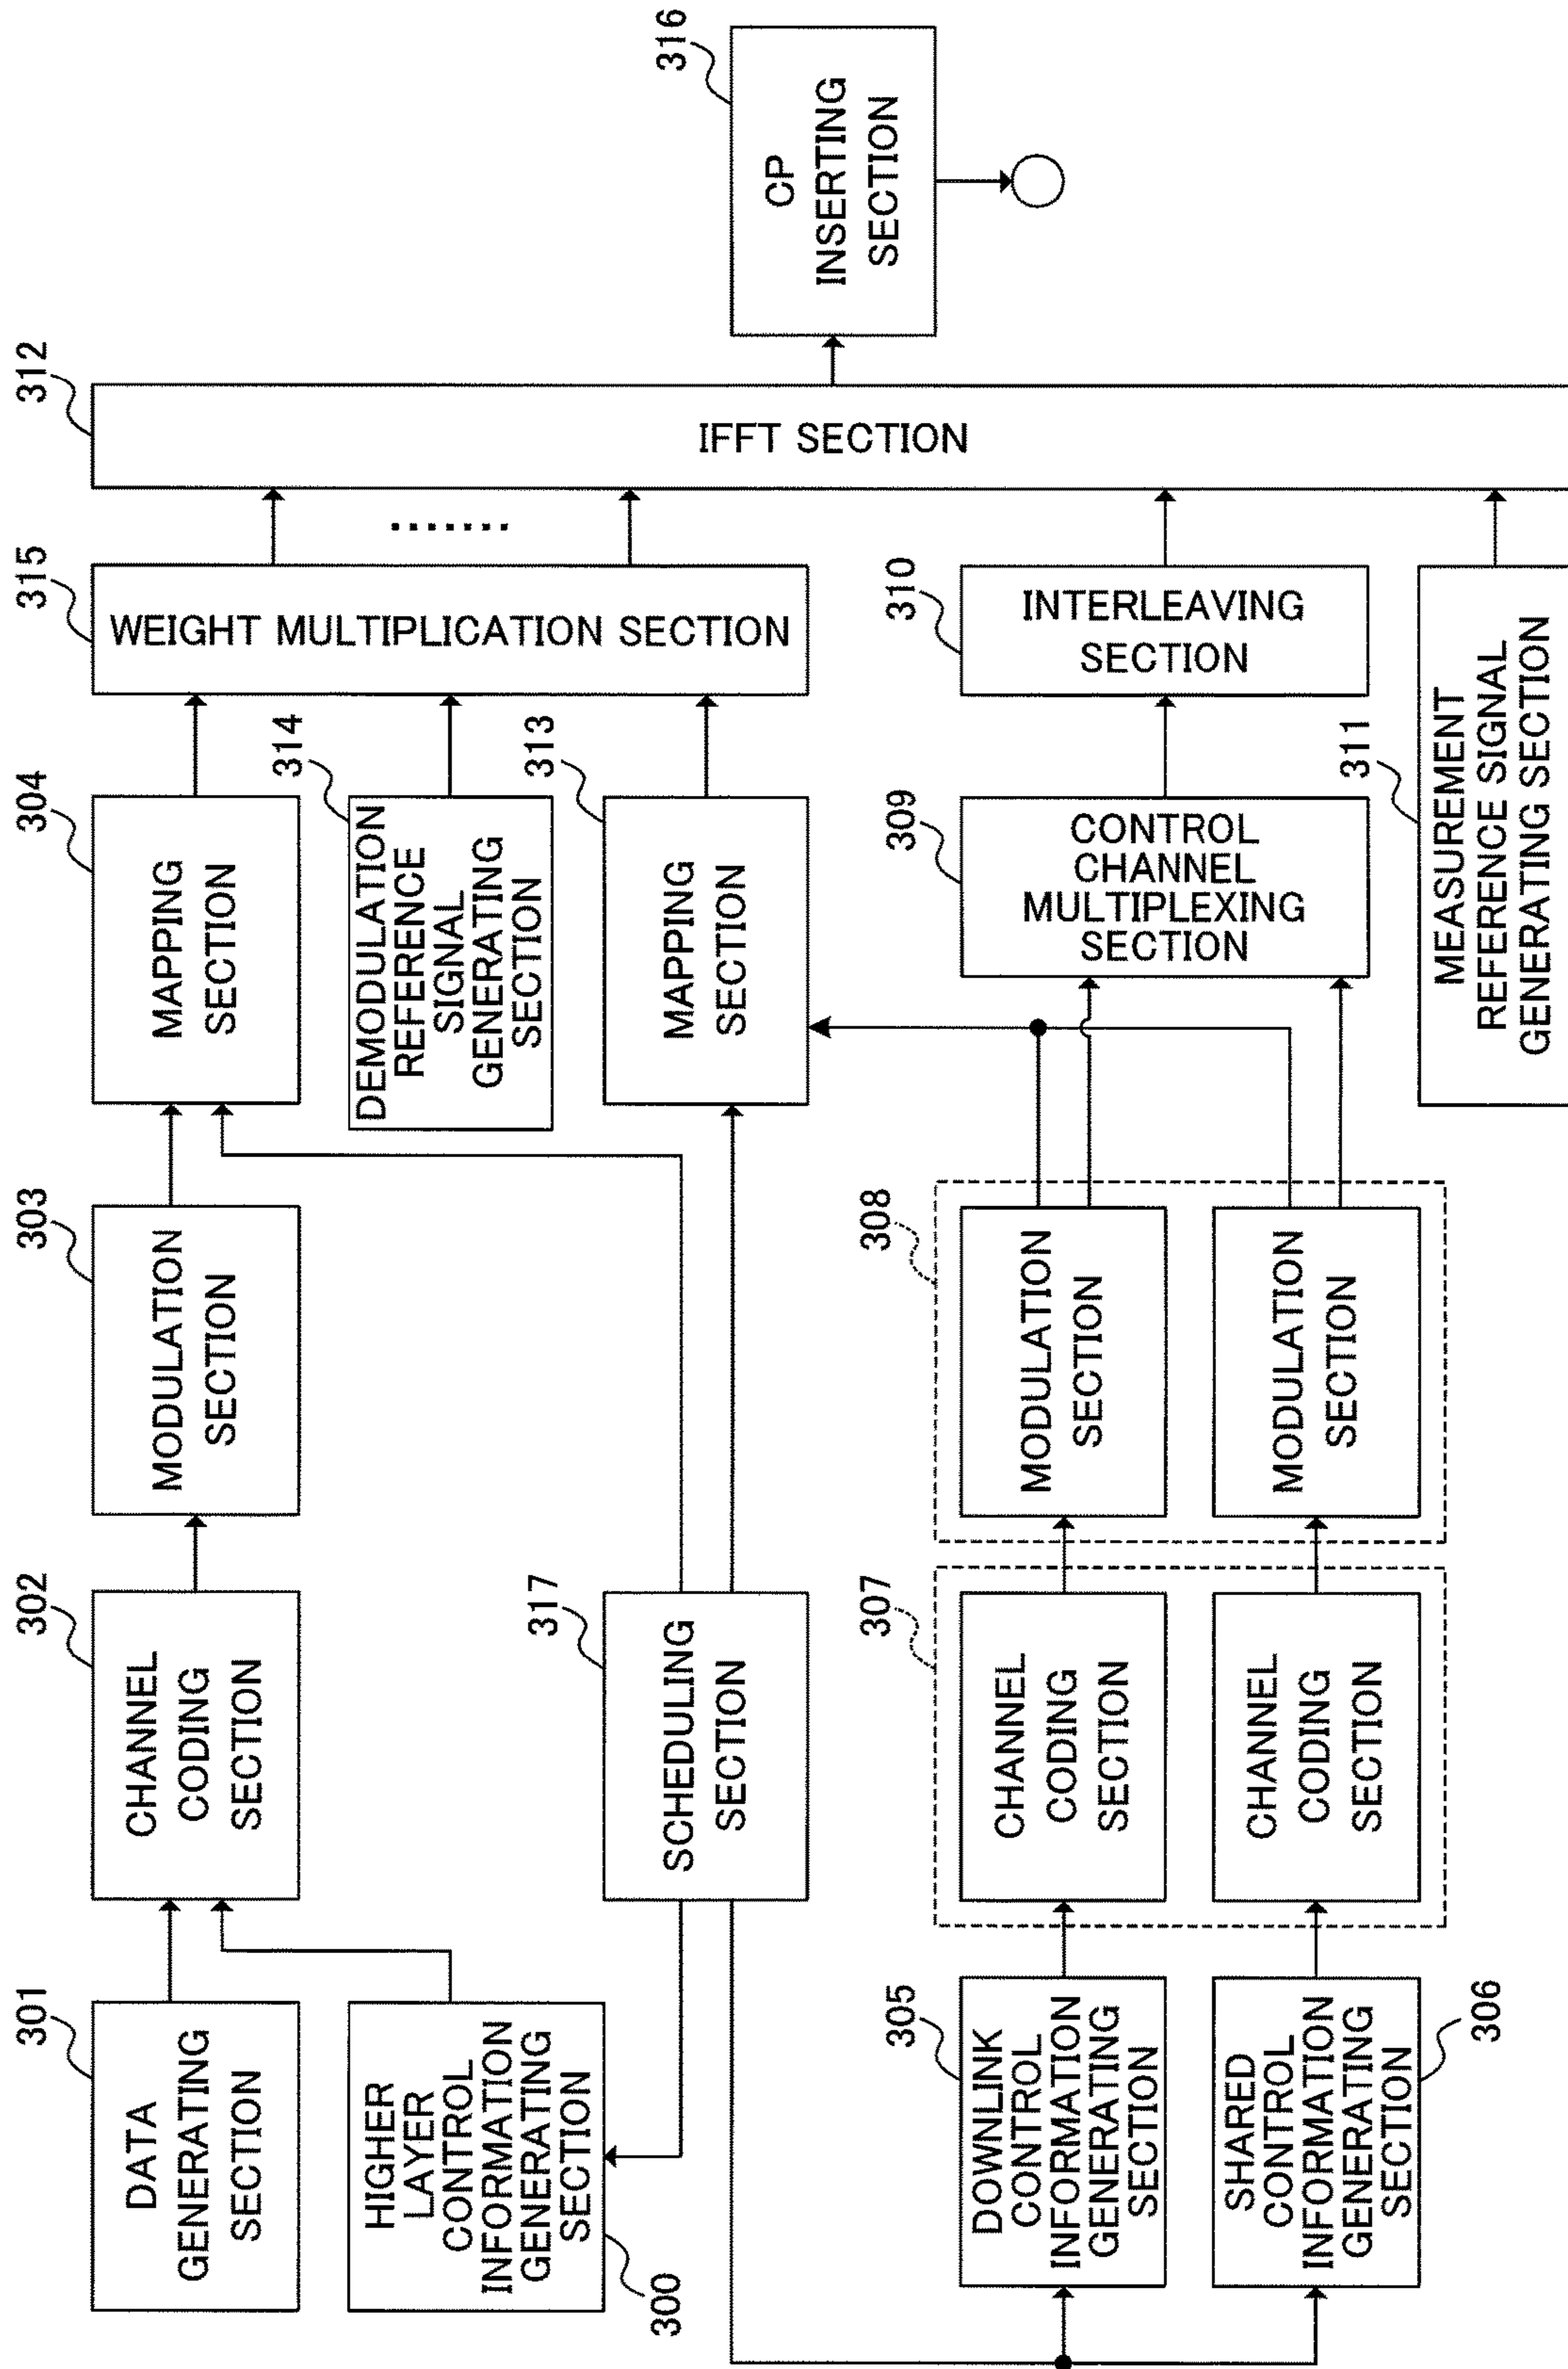 301
DATA
GENERATING
SECTION
302
CHANNEL
CODING
SECTION
303
MODULATION
SECTION
304
MAPPING
SECTION
315
WEIGHT MULTIPLICATION SECTION
312
IFFT SECTION
316
CP
INSERTING
SECTION
HIGHER
LAYER
CONTROL
INFORMATION
GENERATING
SECTION
300
314
DEMODULATION
REFERENCE
SIGNAL
GENERATING
SECTION
317
SCHEDULING
SECTION
313
MAPPING
SECTION
305
DOWNLINK
CONTROL
INFORMATION
GENERATING
SECTION
307
CHANNEL
CODING
SECTION
308
MODULATION
SECTION
309
CONTROL
CHANNEL
MULTIPLEXING
SECTION
310
INTERLEAVING
SECTION
SHARED
CONTROL
INFORMATION
GENERATING
SECTION
306
CHANNEL
CODING
SECTION
MODULATION
SECTION
311
MEASUREMENT
REFERENCE SIGNAL
GENERATING SECTION